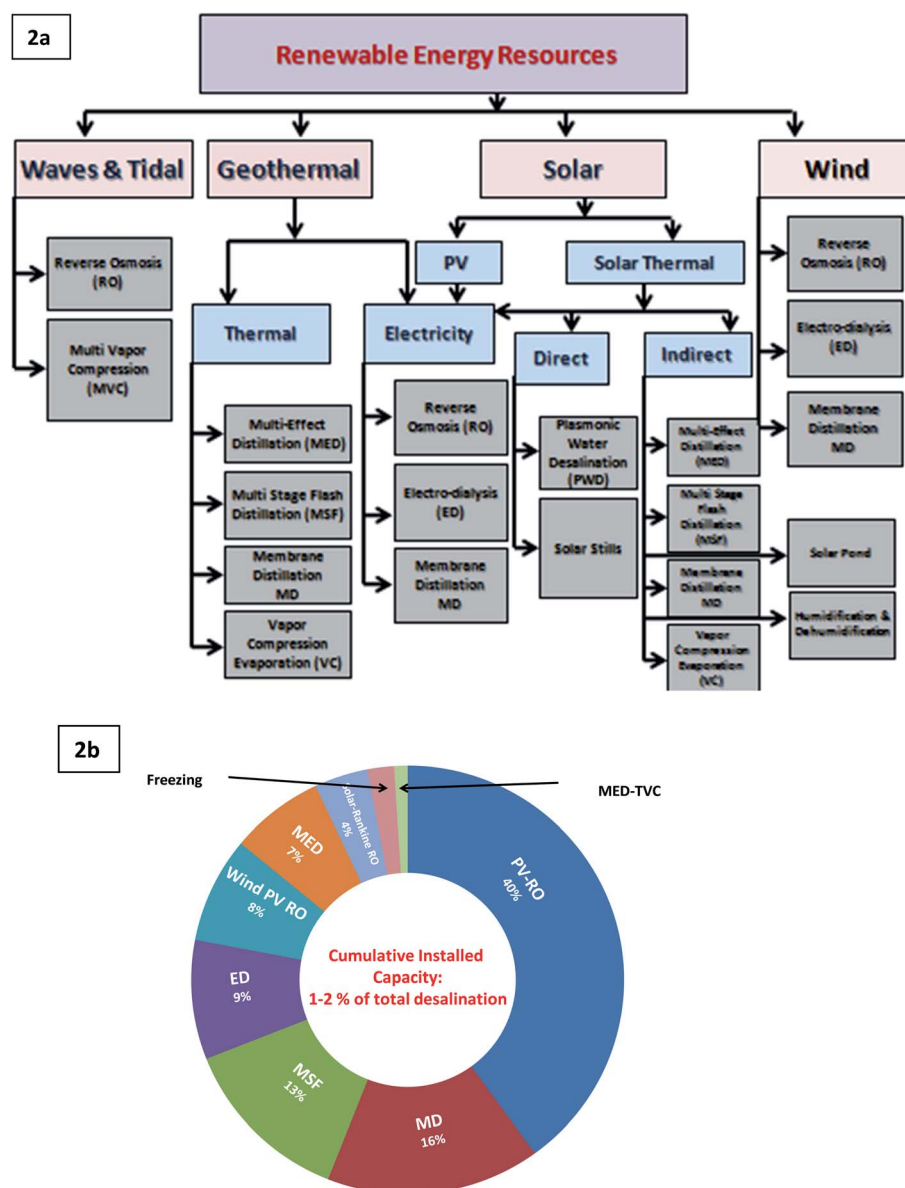 2a
Renewable Energy Resources
Waves & Tidal
Geothermal
Solar
Wind
Reverse Osmosis
(RO)
Multi Vapor
Compression
(MVC)
Thermal
Multi-Effect
Distillation (MED)
Multi Stage Flash
Distillation (MSF)
Membrane
Distillation
MD
Vapor
Compression
Evaporation (VC)
Electricity
Reverse
Osmosis (RO)
Electro-dialysis
(ED)
Membrane
Distillation
MD
PV
Solar Thermal
Direct
Plasmonic
Water
Desalination
(PWD)
Solar Stills
Indirect
Multi-Effect
Distillation
(MED)
Multi Stage
Flash
Distillation
(MSF)
Membrane
Distillation
MD
Vapor
Compression
Evaporation
(VC)
Solar Pond
Humidification &
Dehumidification
Reverse
Osmosis (RO)
Electro-dialysis
(ED)
Membrane
Distillation
MD
2b
Freezing
MED-TVC
PV-RO
40%
MD
16%
MSF
13%
ED
9%
Wind PV RO
8%
MED
7%
Solar-Rankine RO
4%
Cumulative Installed
Capacity:
1-2 % of total desalination